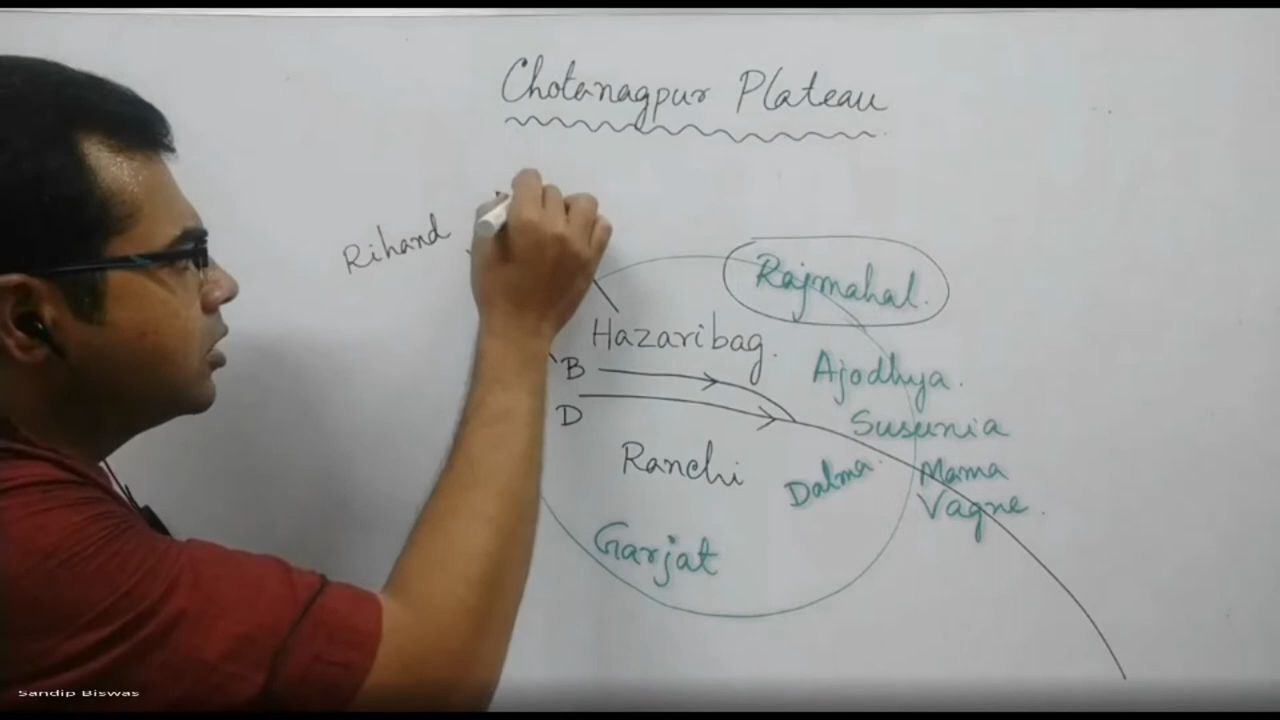 Chotanagpur Plateau
Rihand
Rajmahal.
Hazaribag.
Ajodhya.
B
D
Susunia
Ranchi
Dalma.
Mama
Vagne.
Garjat
Sandip Biswas